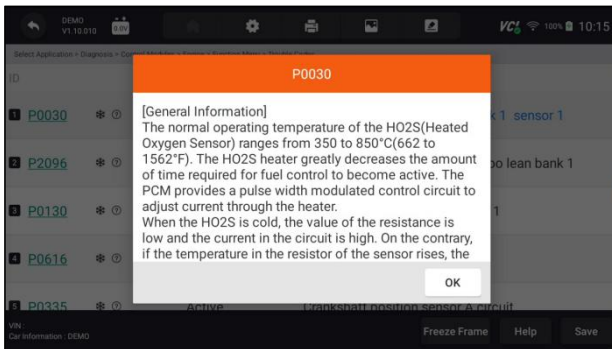 DEMO
V1.10.010
0.0V
VCI 100% 10:15
Select Application > Diagnosis > Control Modules > Engine > Function Menu > Trouble Codes
ID
P0030
[General Information]
The normal operating temperature of the HO2S(Heated
Oxygen Sensor) ranges from 350 to 850°C(662 to
1562°F). The HO2S heater greatly decreases the amount
of time required for fuel control to become active. The
PCM provides a pulse width modulated control circuit to
adjust current through the heater.
When the HO2S is cold, the value of the resistance is
low and the current in the circuit is high. On the contrary,
if the temperature in the resistor of the sensor rises, the
OK
1 P0030 k 1 sensor 1
2 P2096 oo lean bank 1
3 P0130 1
4 P0616
5 P0335 Active Crankshaft position sensor A circuit
VIN :
Car Information : DEMO
Freeze Frame Help Save